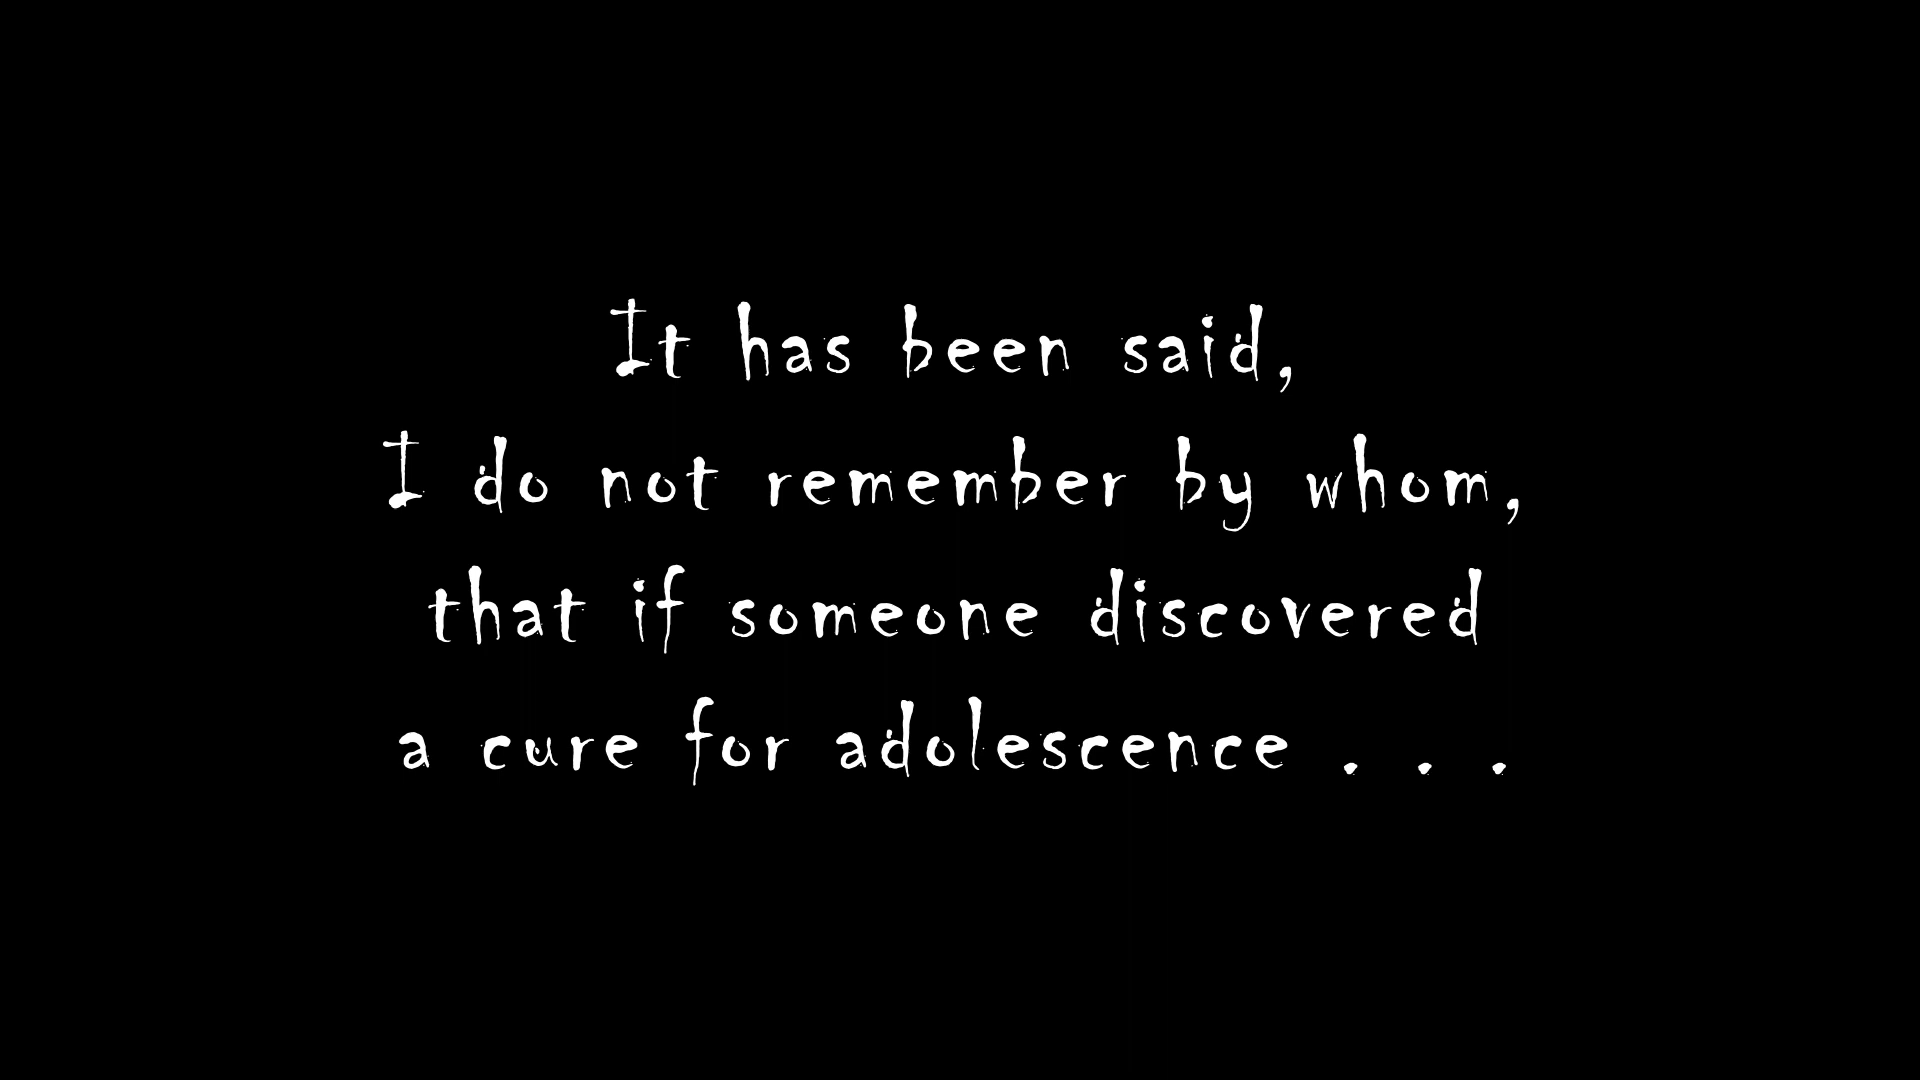 It has been said,
I do not remember by whom,
that if someone discovered
a cure for adolescence . . .